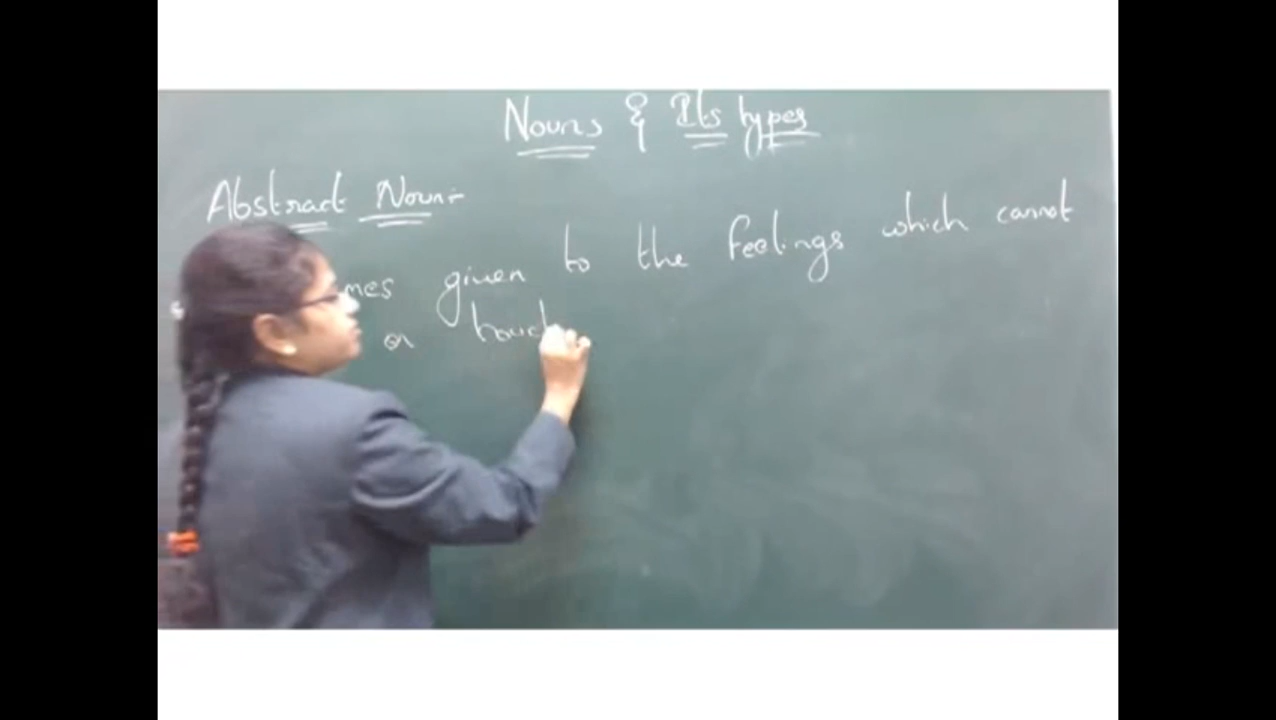 Nouns & Its types
Abstract Noun:-
mes given to the feelings which cannot
or touch